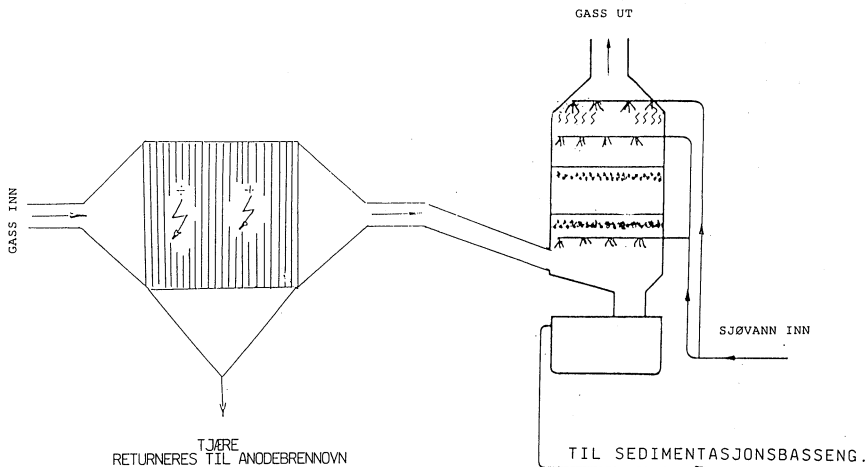 GASS UT
GASS INN
SJØVANN INN
TJÆRE
RETURNERES TIL ANODEBRENNOVN
TIL SEDIMENTASJONSBASSENG.